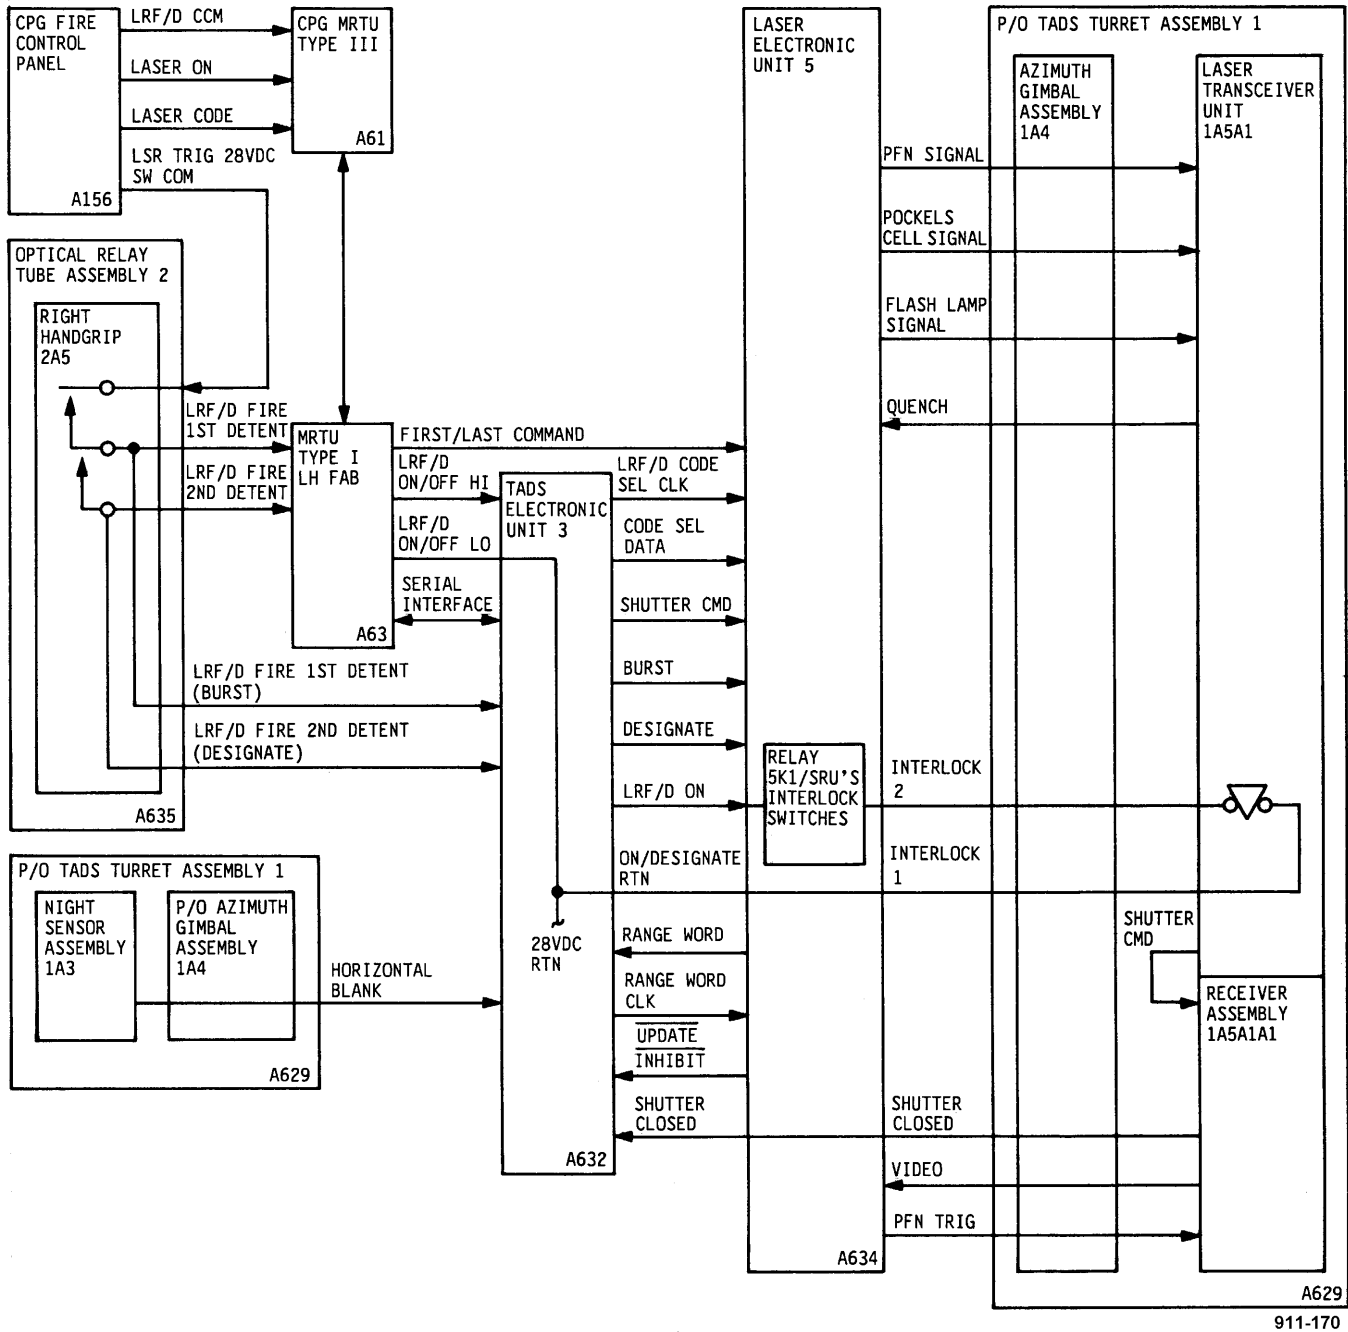 CPG FIRE
CONTROL
PANEL
A156
LRF/D CCM
LASER ON
LASER CODE
LSR TRIG 28VDC
SW COM
CPG MRTU
TYPE III
A61
OPTICAL RELAY
TUBE ASSEMBLY 2
RIGHT
HANDGRIP
2A5
A635
LRF/D FIRE
1ST DETENT
LRF/D FIRE
2ND DETENT
MRTU
TYPE I
LH FAB
A63
FIRST/LAST COMMAND
LRF/D
ON/OFF HI
LRF/D
ON/OFF LO
SERIAL
INTERFACE
LRF/D FIRE 1ST DETENT
(BURST)
LRF/D FIRE 2ND DETENT
(DESIGNATE)
P/O TADS TURRET ASSEMBLY 1
NIGHT
SENSOR
ASSEMBLY
1A3
P/O AZIMUTH
GIMBAL
ASSEMBLY
1A4
A629
HORIZONTAL
BLANK
TADS
ELECTRONIC
UNIT 3
28VDC
RTN
A632
LRF/D CODE
SEL CLK
CODE SEL
DATA
SHUTTER CMD
BURST
DESIGNATE
LRF/D ON
ON/DESIGNATE
RTN
RANGE WORD
RANGE WORD
CLK
UPDATE
INHIBIT
SHUTTER
CLOSED
LASER
ELECTRONIC
UNIT 5
RELAY
5K1/SRU'S
INTERLOCK
SWITCHES
A634
PFN SIGNAL
POCKELS
CELL SIGNAL
FLASH LAMP
SIGNAL
QUENCH
INTERLOCK
2
INTERLOCK
1
SHUTTER
CLOSED
VIDEO
PFN TRIG
P/O TADS TURRET ASSEMBLY 1
AZIMUTH
GIMBAL
ASSEMBLY
1A4
LASER
TRANSCEIVER
UNIT
1A5A1
SHUTTER
CMD
RECEIVER
ASSEMBLY
1A5A1A1
A629
911-170